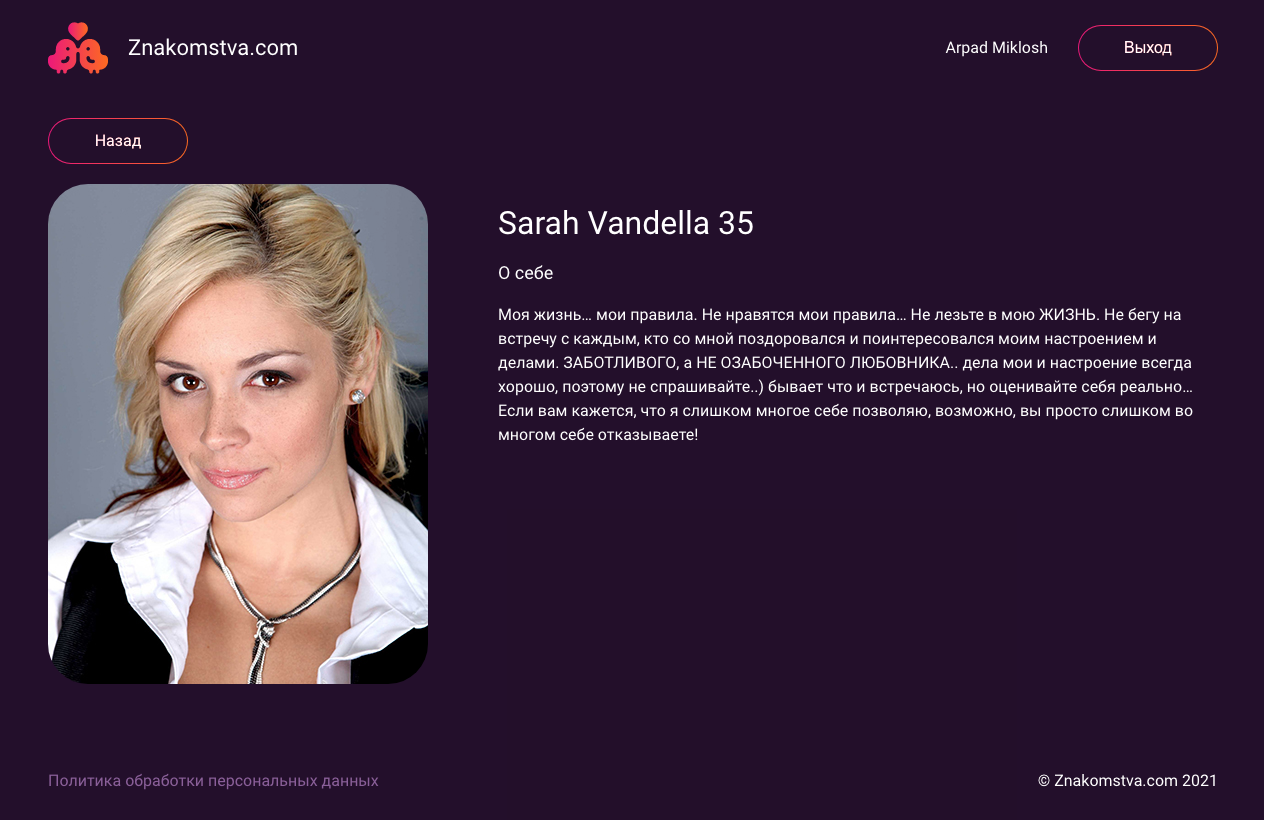 Znakomstva.com
Arpad Miklosh
Выход
Назад
Sarah Vandella 35
О себе
Моя жизнь… мои правила. Не нравятся мои правила… Не лезьте в мою ЖИЗНЬ. Не бегу на
встречу с каждым, кто со мной поздоровался и поинтересовался моим настроением и
делами. ЗАБОТЛИВОГО, а НЕ ОЗАБОЧЕННОГО ЛЮБОВНИКА.. дела мои и настроение всегда
хорошо, поэтому не спрашивайте..) бывает что и встречаюсь, но оценивайте себя реально…
Если вам кажется, что я слишком многое себе позволяю, возможно, вы просто слишком во
многом себе отказываете!
Политика обработки персональных данных
© Znakomstva.com 2021